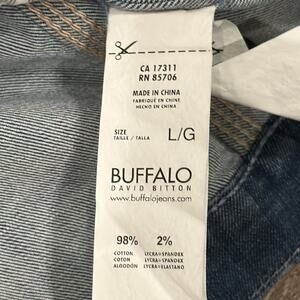 CA 17311
RN 85706
MADE IN CHINA
FABRIQUÉ EN CHINE
HECHO EN CHINA
SIZE
TAILLE / TALLA
L/G
BUFFALO
DAVID BITTON
www.buffalojeans.com
98% 2%
COTTON LYCRA®SPANDEX
COTON LYCRA®SPANDEX
ALGODÓN LYCRA®ELASTANO